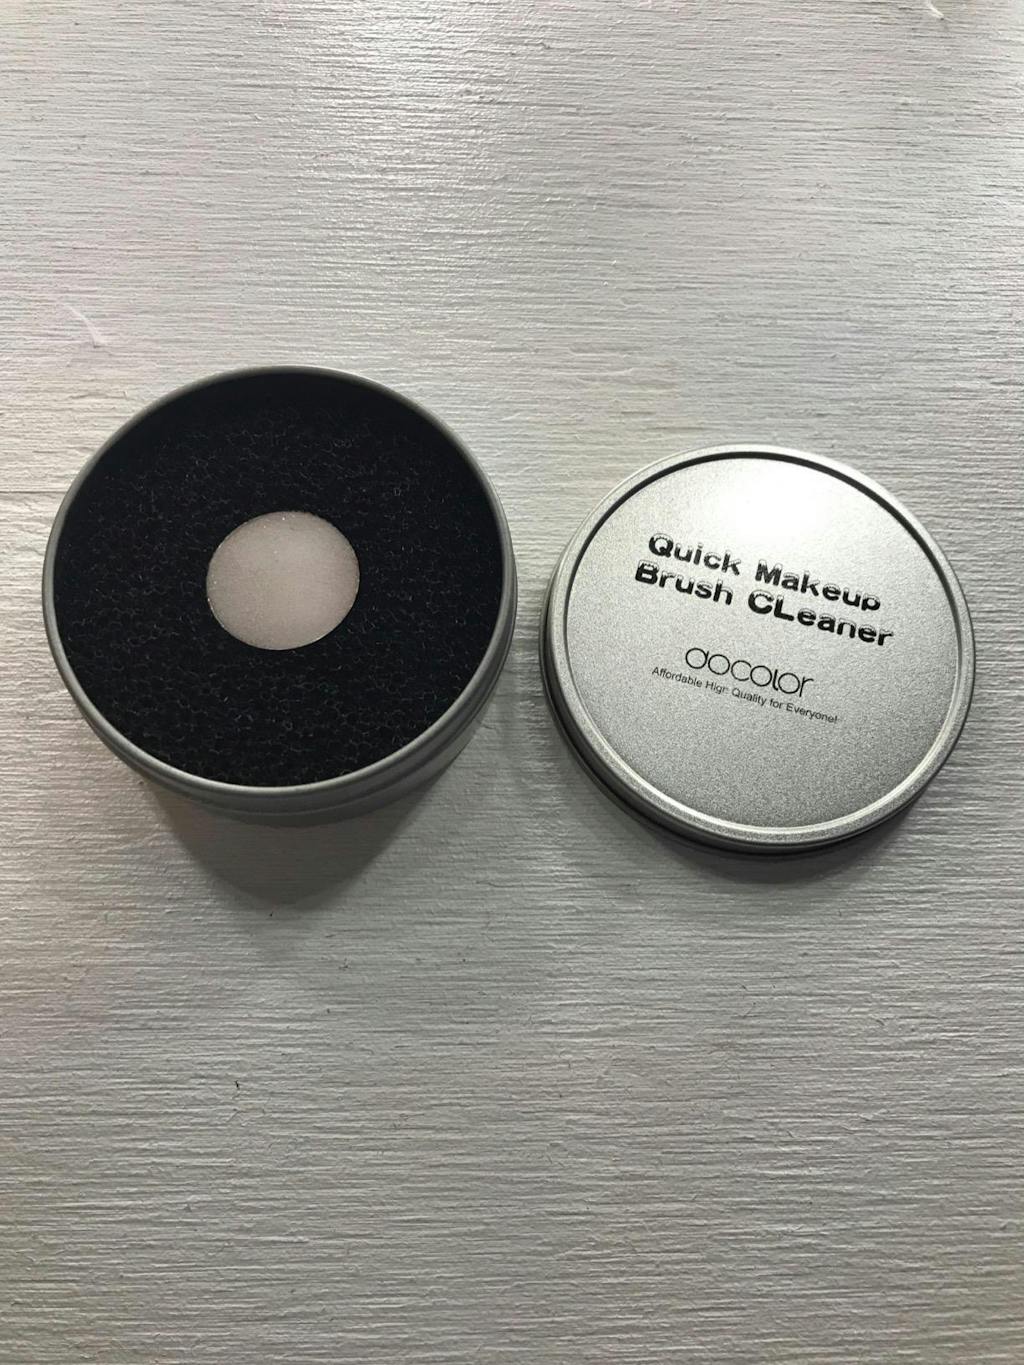 Quick Makeup
Brush CLeaner
docolor
Affordable High Quality for Everyone!